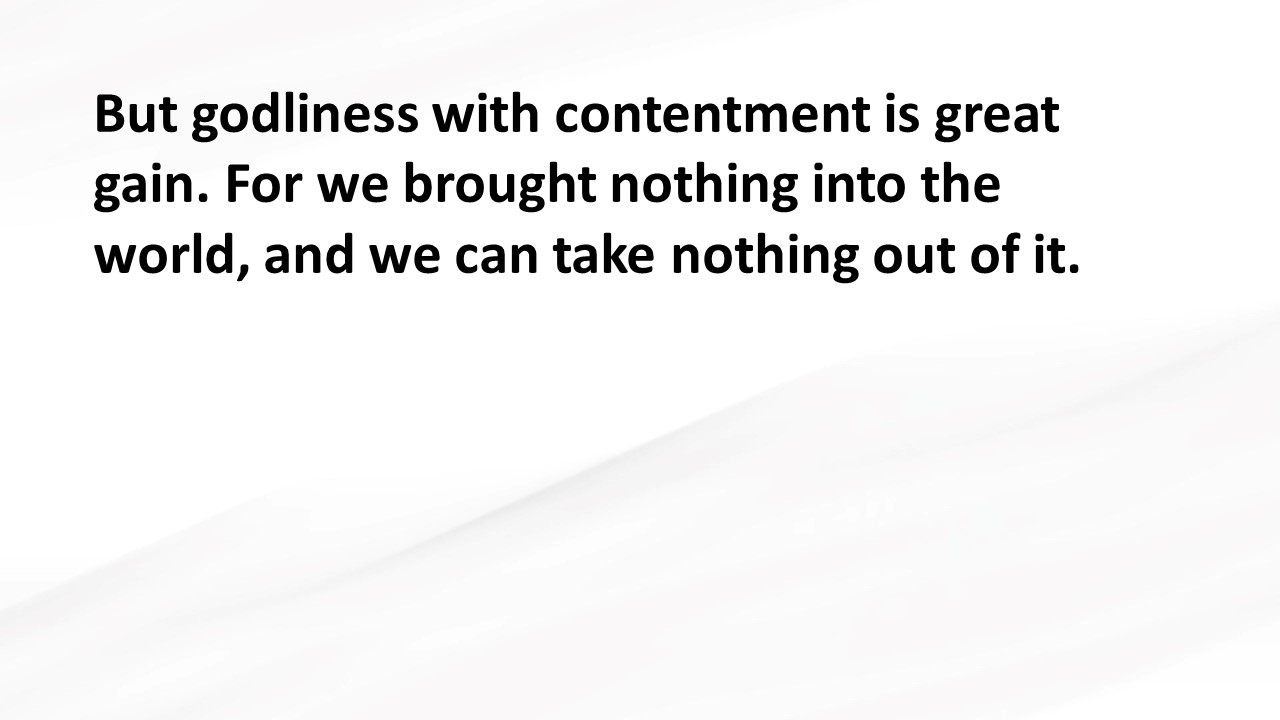 But godliness with contentment is great
gain. For we brought nothing into the
world, and we can take nothing out of it.